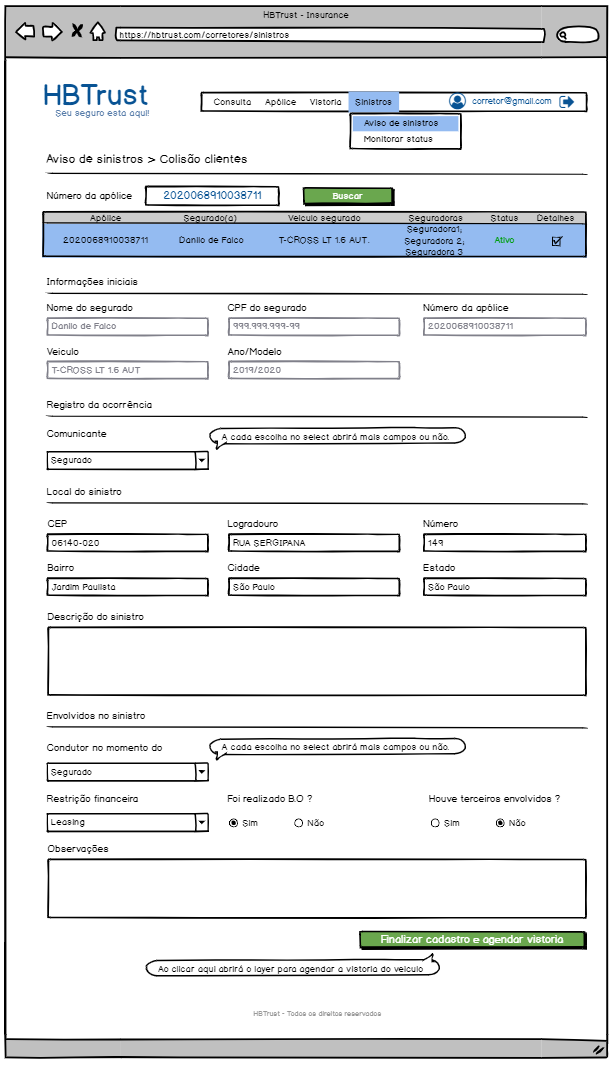 HBTrust - Insurance
https://hbtrust.com/corretores/sinistros
HBTrust
Seu seguro esta aqui!
Consulta Apólice Vistoria Sinistros corretor@gmail.com
Aviso de sinistros
Monitorar status
Aviso de sinistros > Colisão clientes
Número da apólice 2020068910038711 Buscar
Apólice Segurado(a) Veiculo segurado Seguradoras Status Detalhes
2020068910038711 Danilo de Falco T-CROSS LT 1.6 AUT. Seguradora1; Ativo
Seguradora 2;
Seguradora 3
Informações iniciais
Nome do segurado CPF do segurado Número da apólice
Danilo de Falco 999.999.999-99 2020068910038711
Veiculo Ano/Modelo
T-CROSS LT 1.6 AUT 2019/2020
Registro da ocorrência
Comunicante A cada escolha no select abrirá mais campos ou não.
Segurado
Local do sinistro
CEP Logradouro Número
06140-020 RUA SERGIPANA 149
Bairro Cidade Estado
Jardim Paulista São Paulo São Paulo
Descrição do sinistro
Envolvidos no sinistro
Condutor no momento do A cada escolha no select abrirá mais campos ou não.
Segurado
Restrição financeira Foi realizado B.O ? Houve terceiros envolvidos ?
Leasing Sim Não Sim Não
Observações
Finalizar cadastro e agendar vistoria
Ao clicar aqui abrirá o layer para agendar a vistoria do veiculo
HBTrust - Todos os direitos reservados